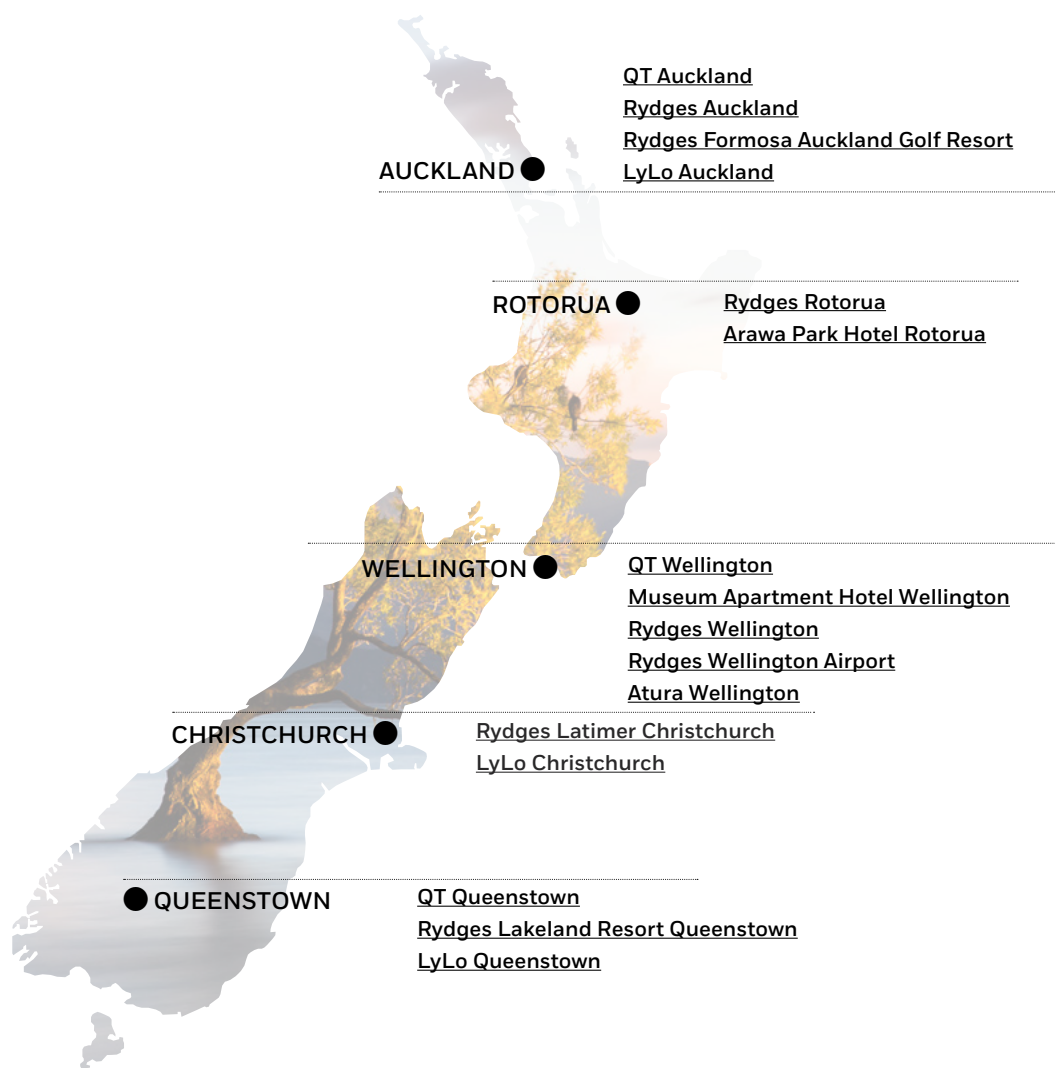 QT Auckland
Rydges Auckland
Rydges Formosa Auckland Golf Resort
AUCKLAND
LyLo Auckland
ROTORUA
Rydges Rotorua
Arawa Park Hotel Rotorua
WELLINGTON
QT Wellington
Museum Apartment Hotel Wellington
Rydges Wellington
Rydges Wellington Airport
Atura Wellington
CHRISTCHURCH
Rydges Latimer Christchurch
LyLo Christchurch
QUEENSTOWN
QT Queenstown
Rydges Lakeland Resort Queenstown
LyLo Queenstown